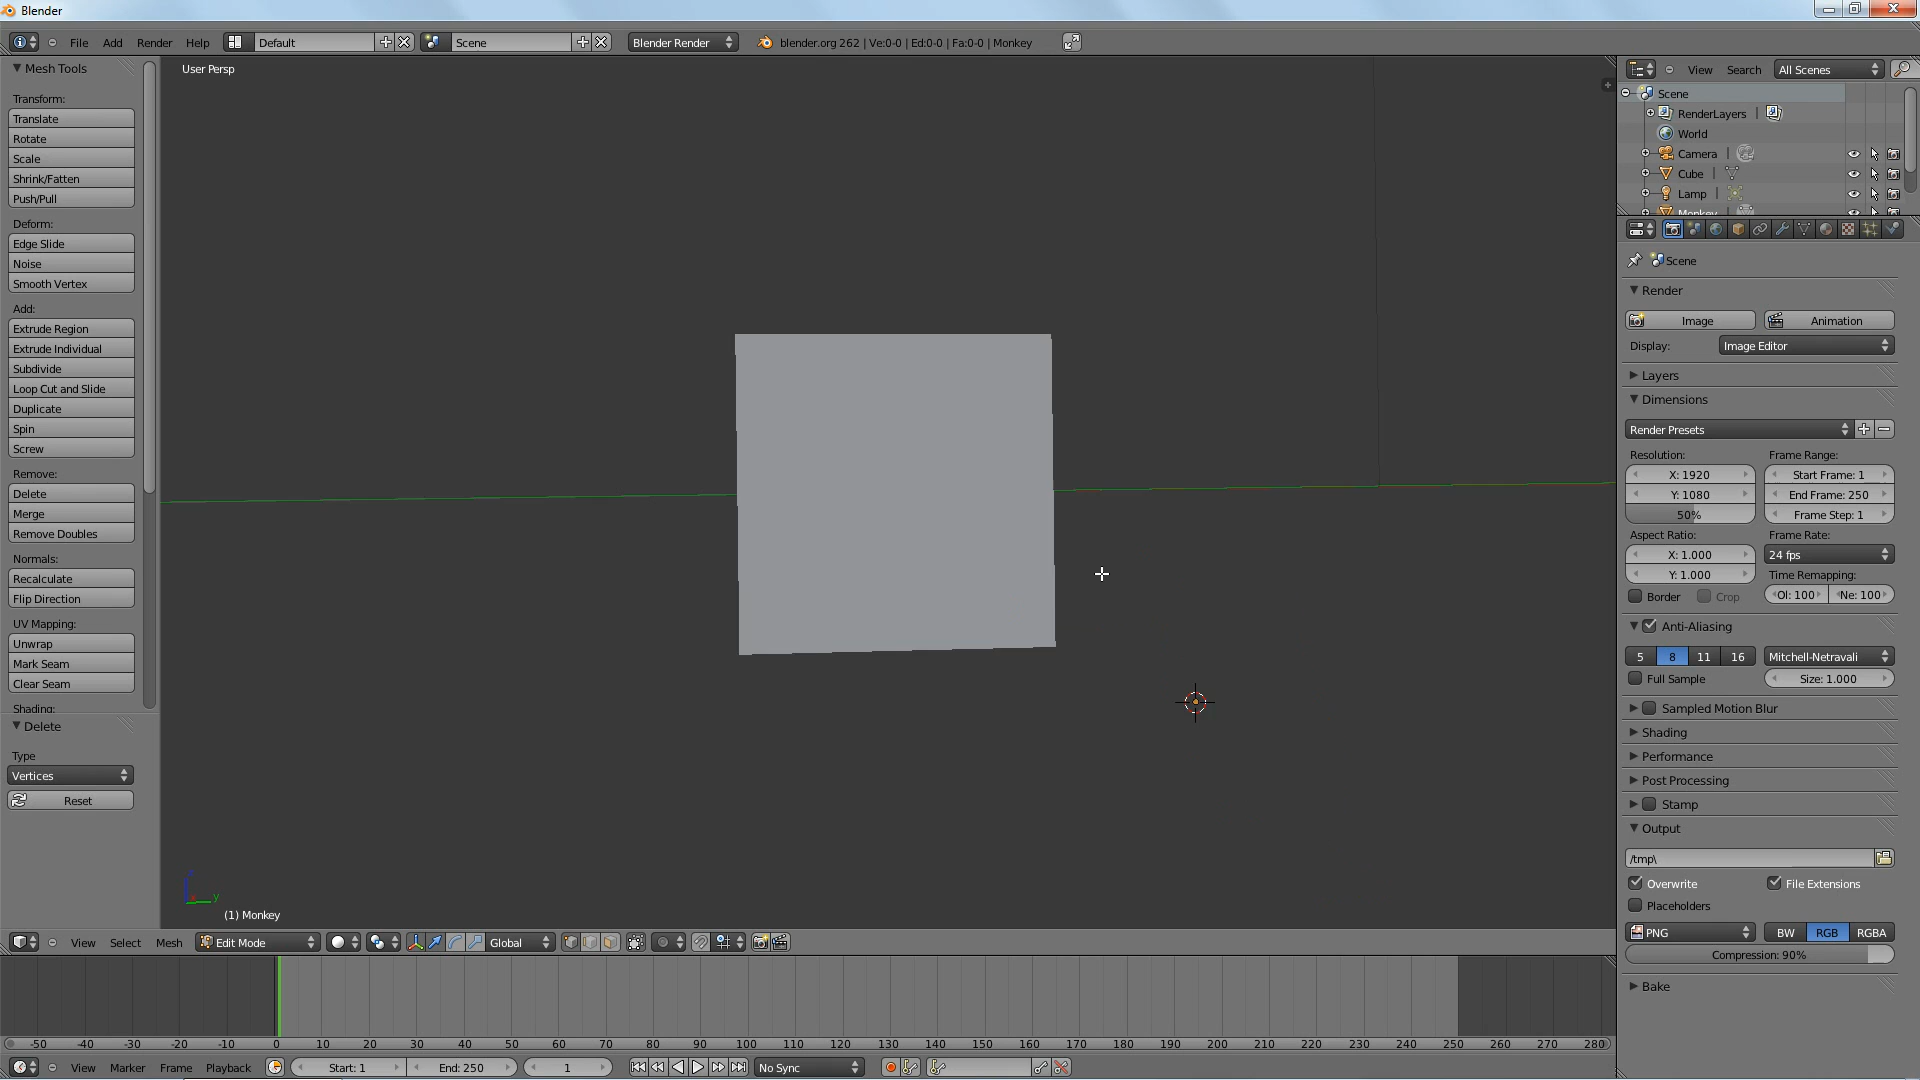 Blender
File Add Render Help Default Scene Blender Render blender.org 262 | Ve:0-0 | Ed:0-0 | Fa:0-0 | Monkey
Mesh Tools
Transform:
Translate
Rotate
Scale
Shrink/Fatten
Push/Pull
Deform:
Edge Slide
Noise
Smooth Vertex
Add:
Extrude Region
Extrude Individual
Subdivide
Loop Cut and Slide
Duplicate
Spin
Screw
Remove:
Delete
Merge
Remove Doubles
Normals:
Recalculate
Flip Direction
UV Mapping:
Unwrap
Mark Seam
Clear Seam
Shading:
Delete
Type
Vertices
Reset
User Persp
y
(1) Monkey
View Select Mesh Edit Mode Global
-50 -40 -30 -20 -10 0 10 20 30 40 50 60 70 80 90 100 110 120 130 140 150 160 170 180 190 200 210 220 230 240 250 260 270 280
View Marker Frame Playback Start: 1 End: 250 1 No Sync
View Search All Scenes
Scene
RenderLayers |
World
Camera |
Cube |
Lamp |
Monkey
Scene
Render
Image Animation
Display: Image Editor
Layers
Dimensions
Render Presets
Resolution: Frame Range:
X: 1920 Start Frame: 1
Y: 1080 End Frame: 250
50% Frame Step: 1
Aspect Ratio: Frame Rate:
X: 1.000 24 fps
Y: 1.000 Time Remapping:
Border Crop Ol: 100 Ne: 100
Anti-Aliasing
5 8 11 16 Mitchell-Netravali
Full Sample Size: 1.000
Sampled Motion Blur
Shading
Performance
Post Processing
Stamp
Output
/tmp\
Overwrite File Extensions
Placeholders
PNG BW RGB RGBA
Compression: 90%
Bake